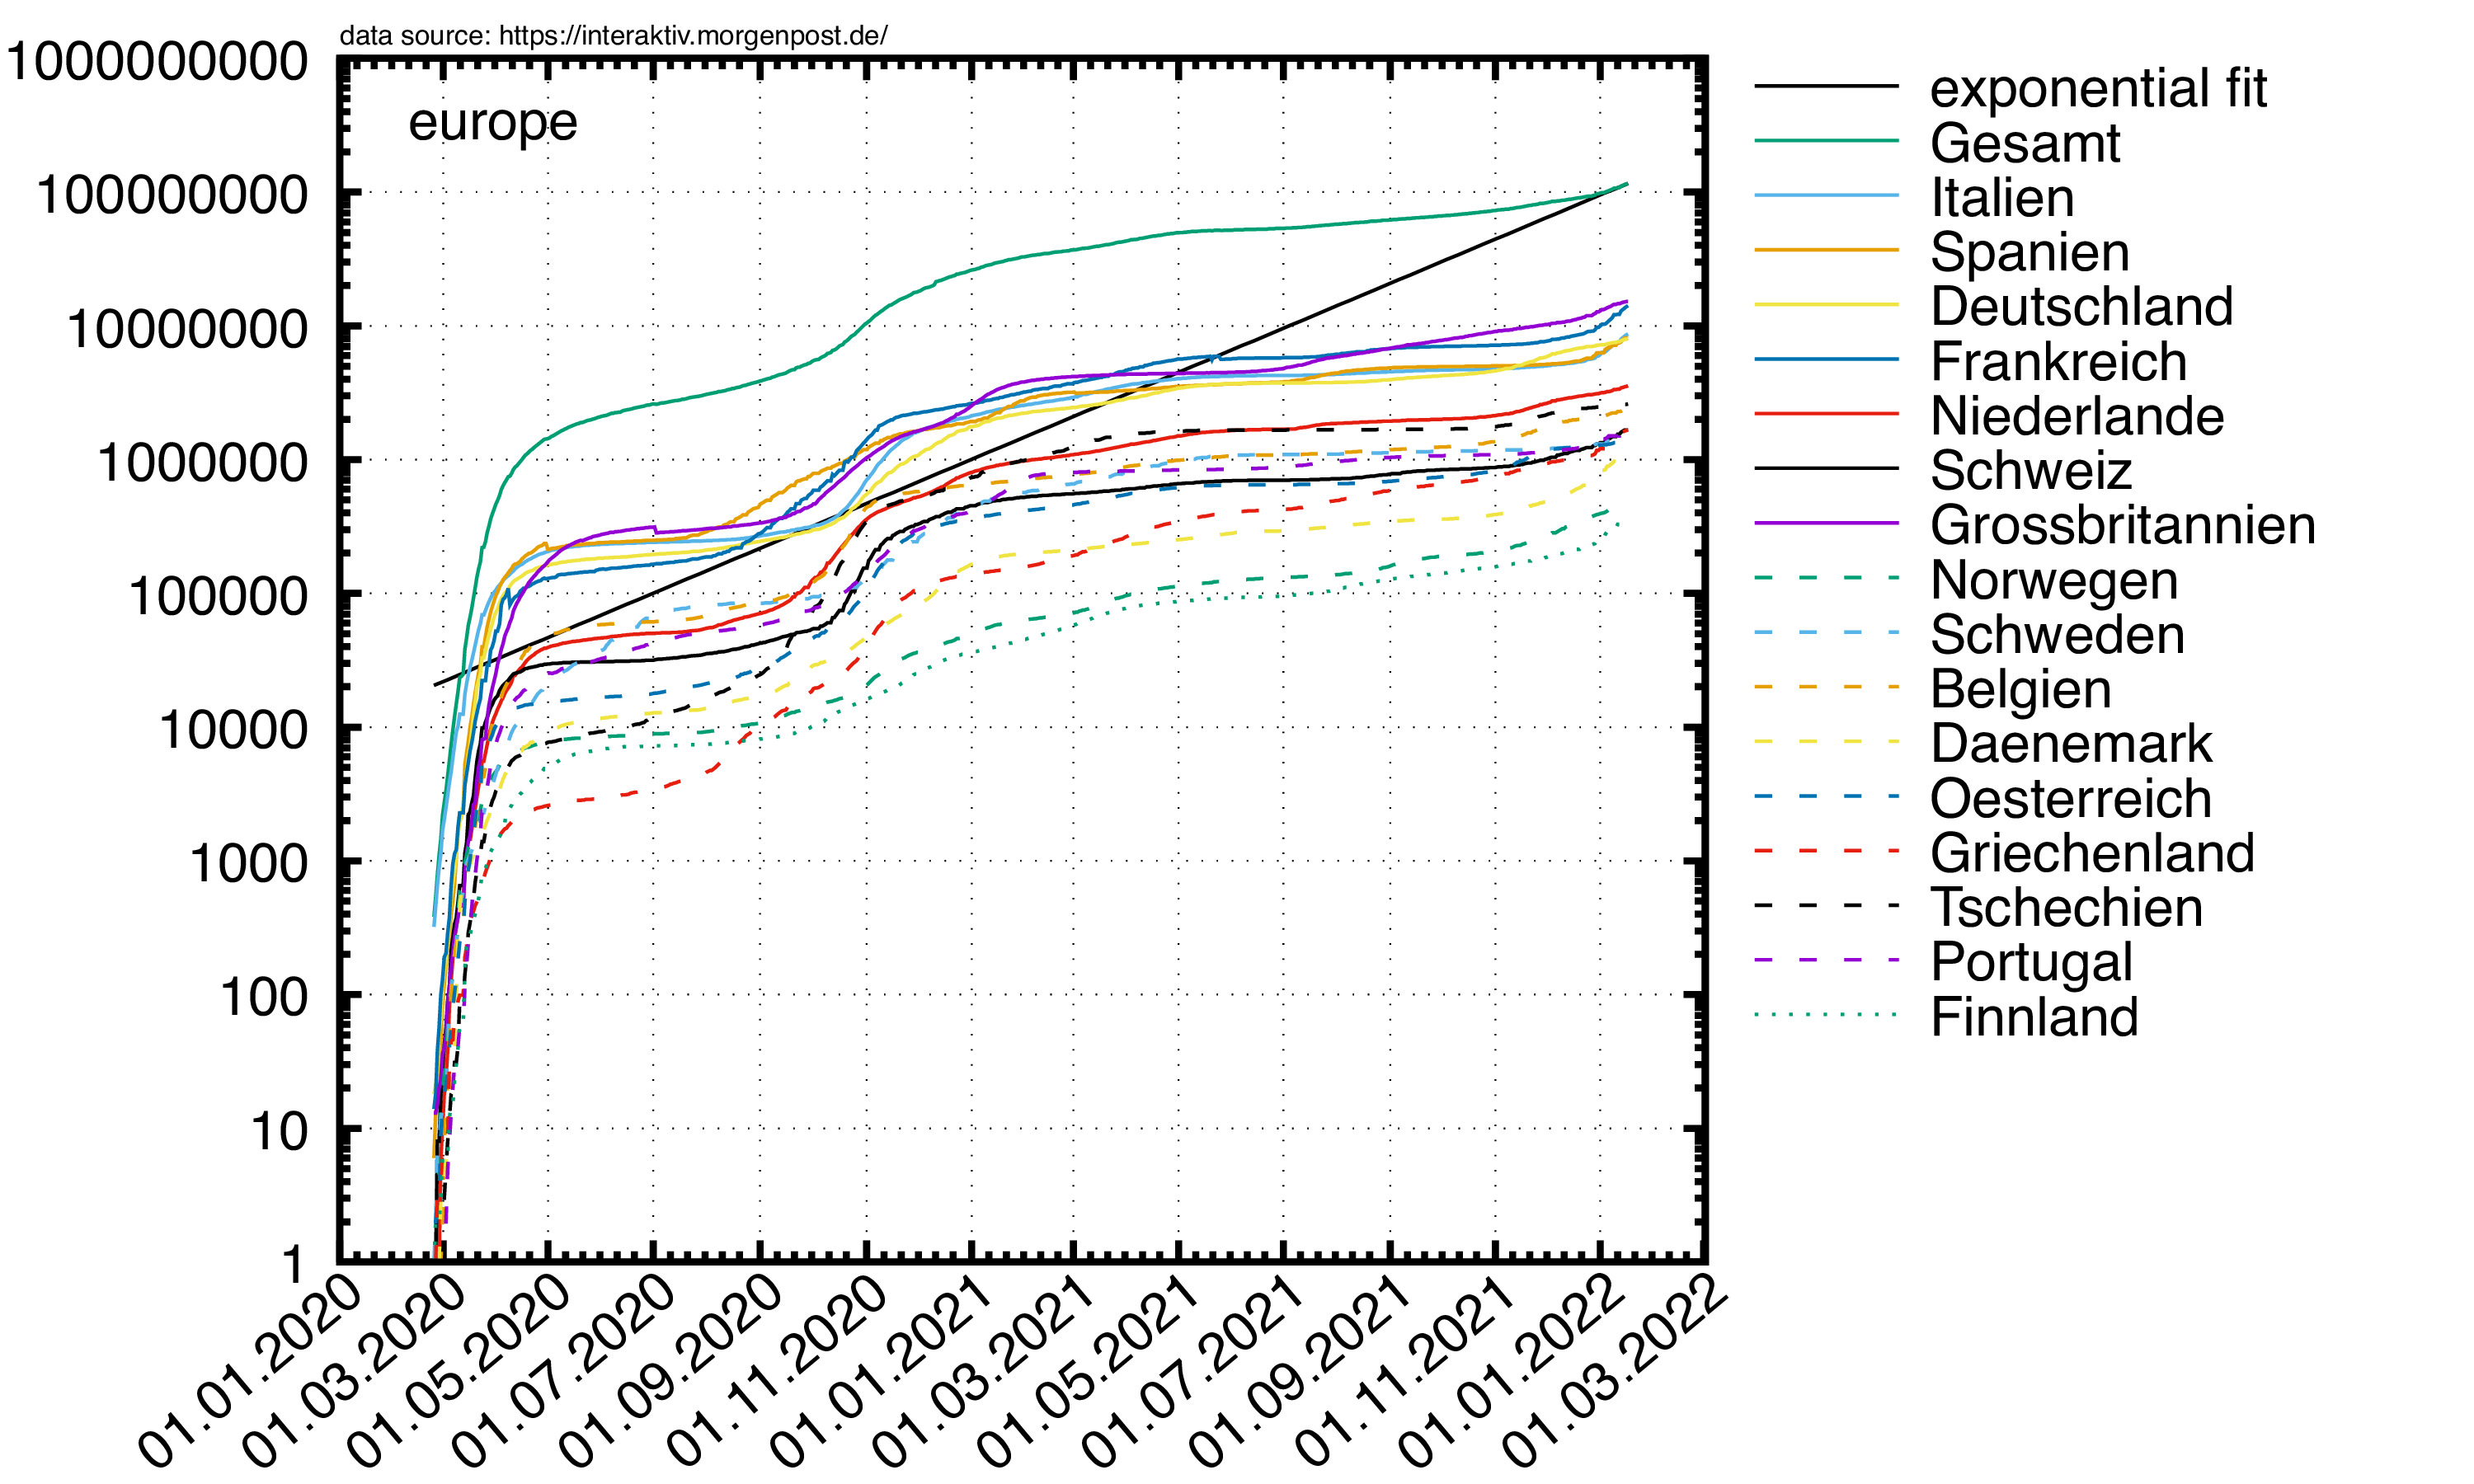 data source: https://interaktiv.morgenpost.de/
europe
1000000000
100000000
10000000
1000000
100000
10000
1000
100
10
1
01.01.2020
01.03.2020
01.05.2020
01.07.2020
01.09.2020
01.11.2020
01.01.2021
01.03.2021
01.05.2021
01.07.2021
01.09.2021
01.11.2021
01.01.2022
01.03.2022
exponential fit
Gesamt
Italien
Spanien
Deutschland
Frankreich
Niederlande
Schweiz
Grossbritannien
Norwegen
Schweden
Belgien
Daenemark
Oesterreich
Griechenland
Tschechien
Portugal
Finnland